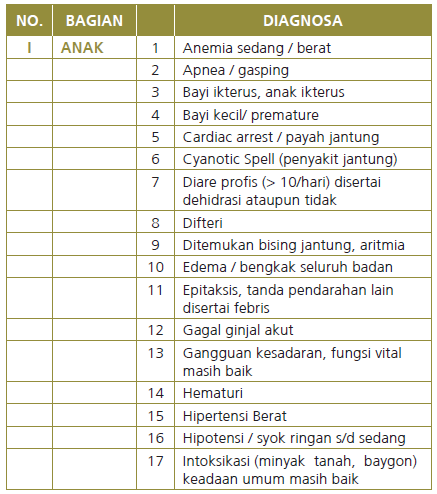 NO. BAGIAN DIAGNOSA
I ANAK 1 Anemia sedang / berat
2 Apnea / gasping
3 Bayi ikterus, anak ikterus
4 Bayi kecil/ premature
5 Cardiac arrest / payah jantung
6 Cyanotic Spell (penyakit jantung)
7 Diare profis (> 10/hari) disertai
dehidrasi ataupun tidak
8 Difteri
9 Ditemukan bising jantung, aritmia
10 Edema / bengkak seluruh badan
11 Epitaksis, tanda pendarahan lain
disertai febris
12 Gagal ginjal akut
13 Gangguan kesadaran, fungsi vital
masih baik
14 Hematuri
15 Hipertensi Berat
16 Hipotensi / syok ringan s/d sedang
17 Intoksikasi (minyak tanah, baygon)
keadaan umum masih baik